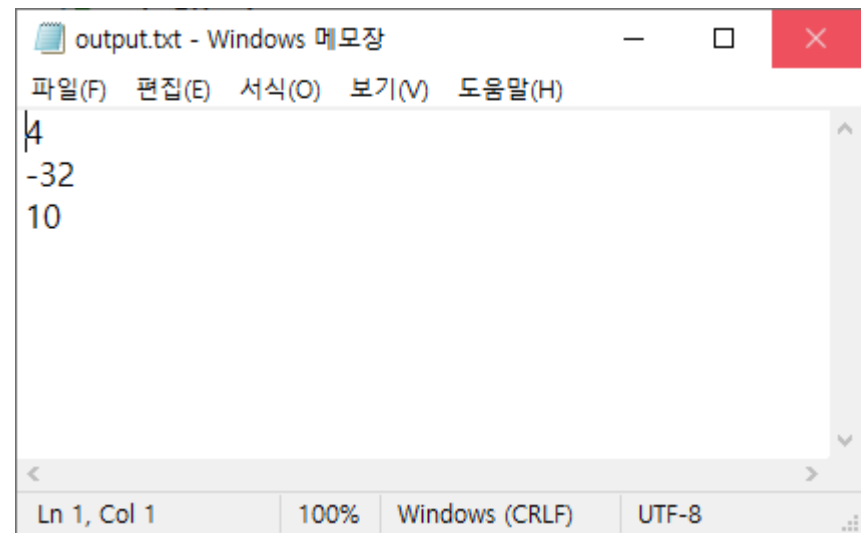 output.txt - Windows 메모장
파일(F) 편집(E) 서식(O) 보기(V) 도움말(H)
4
-32
10
Ln 1, Col 1 100% Windows (CRLF) UTF-8